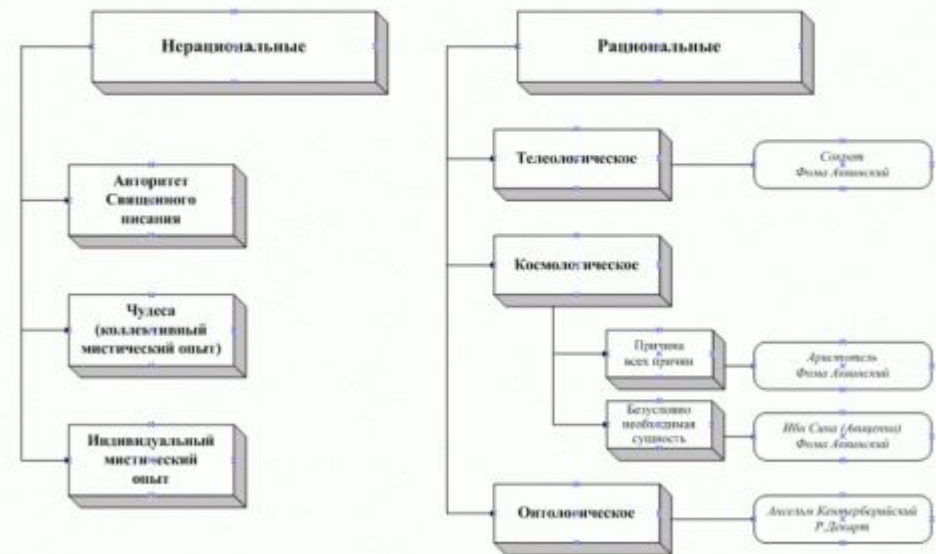 Нерациональные
Авторитет
Священного
писания
Чудеса
(коллективный
мистический опыт)
Индивидуальный
мистический
опыт
Рациональные
Телеологическое
Сократ
Фома Аквинский
Космологическое
Причина
всех причин
Аристотель
Фома Аквинский
Безусловно
необходимая
сущность
Ибн Сина (Авиценна)
Фома Аквинский
Онтологическое
Ансельм Кентерберийский
Р.Декарт